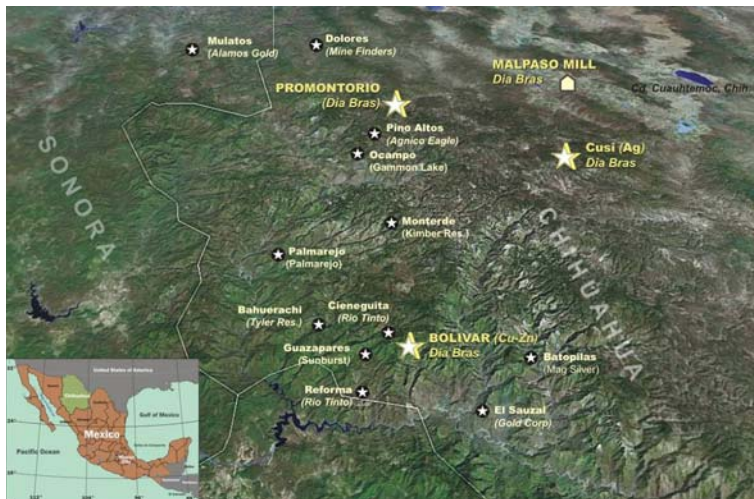 Mulatos
(Alamos Gold)
Dolores
(Mine Finders)
MALPASO MILL
Dia Bras
Cd. Cuauhtemoc, Chih.
PROMONTORIO
(Dia Bras)
Pino Altos
(Agnico Eagle)
Ocampo
(Gammon Lake)
Cusi (Ag)
Dia Bras
SONORA
CHIHUAHUA
Monterde
(Kimber Res.)
Palmarejo
(Palmarejo)
Bahuerachi
(Tyler Res.)
Cieneguita
(Rio Tinto)
BOLIVAR (Cu-Zn)
Dia Bras
Guazapares
(Sunburst)
Batopilas
(Mag Silver)
Reforma
(Rio Tinto)
El Sauzal
(Gold Corp)
United States of America
Chihuahua
Gulf of Mexico
Mexico
Pacific Ocean